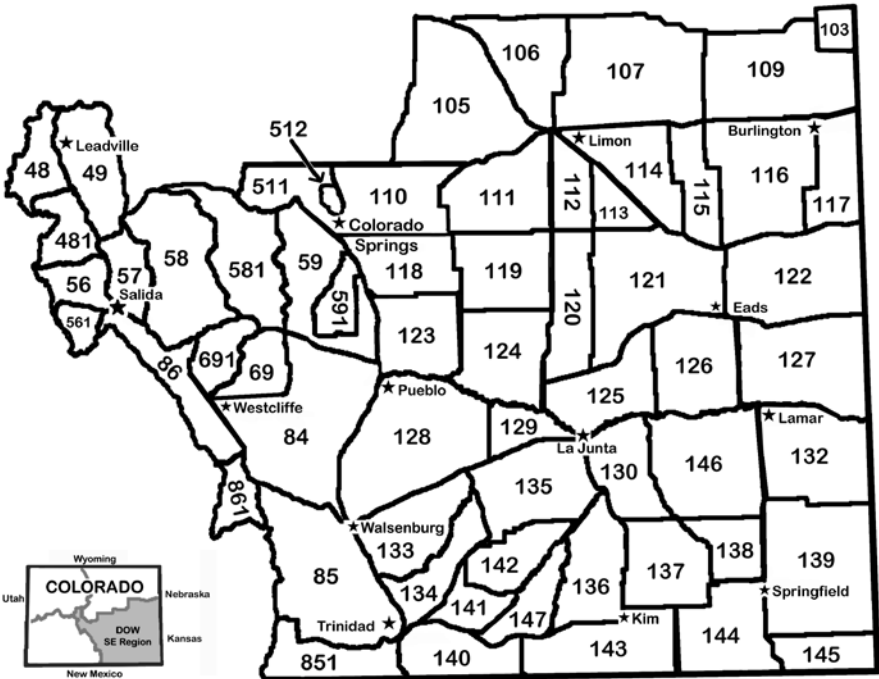 103
106
107
109
105
512
Limon
Burlington
Leadville
48
49
511
110
111
112
114
115
116
113
117
Colorado
Springs
481
58
581
59
118
119
56
57
Salida
561
591
120
121
122
Eads
123
124
126
127
86
691
69
Pueblo
125
Westcliffe
84
128
129
Lamar
La Junta
130
146
132
135
861
Walsenburg
133
85
134
142
136
137
138
139
141
147
Springfield
Trinidad
Kim
851
140
143
144
145
Wyoming
Utah
COLORADO
Nebraska
DOW
SE Region
Kansas
New Mexico